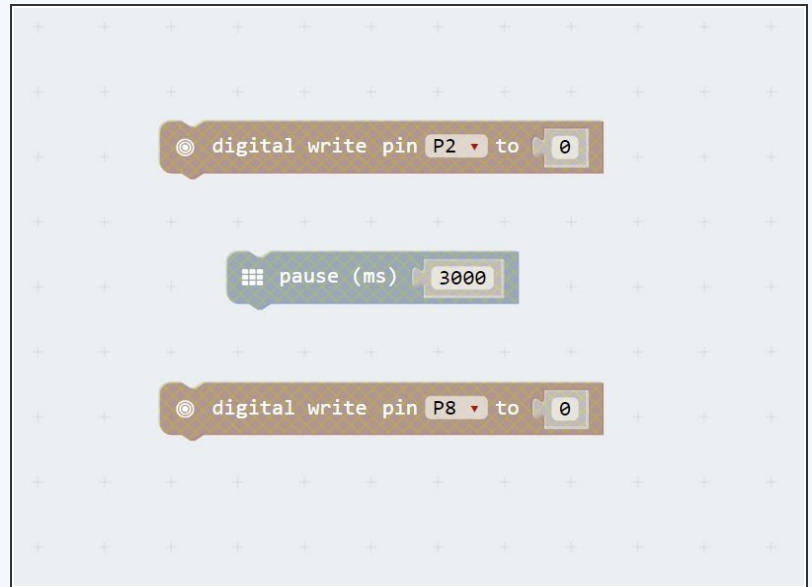 digital write pin P2 to 0
pause (ms) 3000
digital write pin P8 to 0